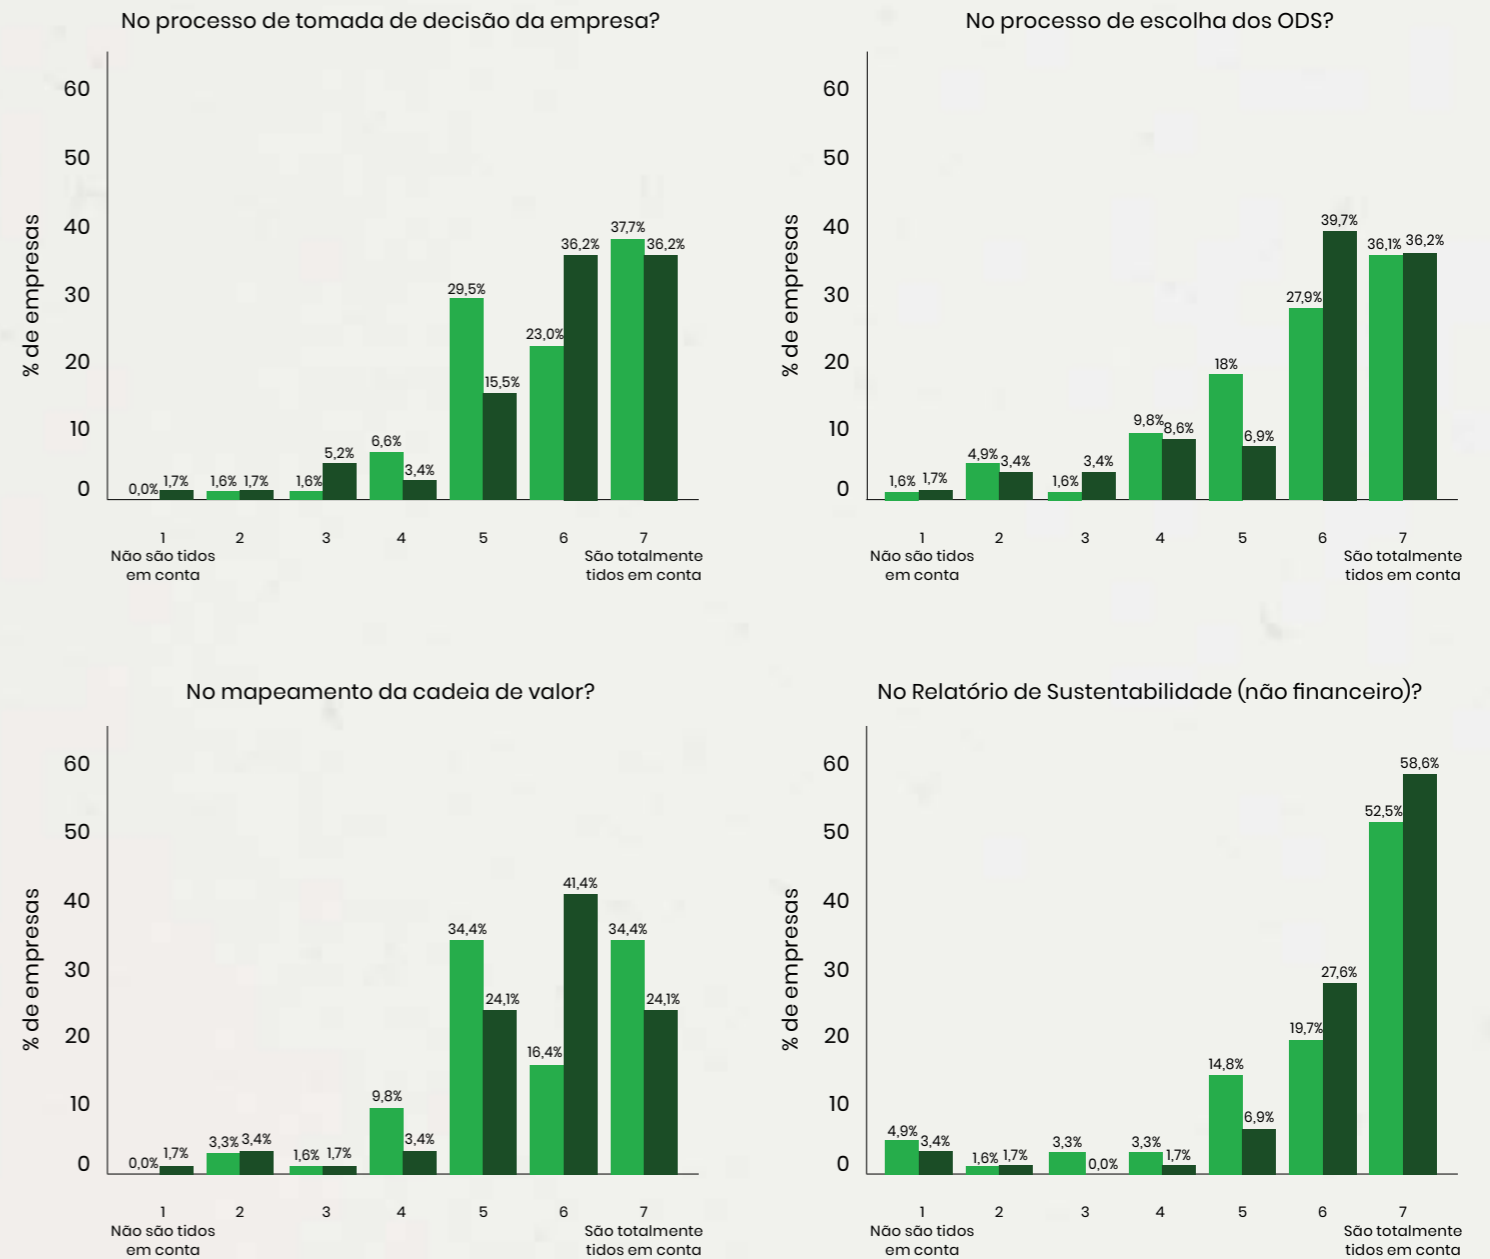 No processo de tomada de decisão da empresa?
% de empresas
60
50
40
30
20
10
0
0,0% 1,7% 1,6% 1,7% 1,6% 5,2% 6,6% 3,4% 29,5% 15,5% 23,0% 36,2% 37,7% 36,2%
1 2 3 4 5 6 7
Não são tidos São totalmente
em conta tidos em conta
No processo de escolha dos ODS?
% de empresas
60
50
40
30
20
10
0
1,6% 1,7% 4,9% 3,4% 1,6% 3,4% 9,8% 8,6% 18% 6,9% 27,9% 39,7% 36,1% 36,2%
1 2 3 4 5 6 7
Não são tidos São totalmente
em conta tidos em conta
No mapeamento da cadeia de valor?
% de empresas
60
50
40
30
20
10
0
0,0% 1,7% 3,3% 3,4% 1,6% 1,7% 9,8% 3,4% 34,4% 24,1% 16,4% 41,4% 34,4% 24,1%
1 2 3 4 5 6 7
Não são tidos São totalmente
em conta tidos em conta
No Relatório de Sustentabilidade (não financeiro)?
% de empresas
60
50
40
30
20
10
0
4,9% 3,4% 1,6% 1,7% 3,3% 0,0% 3,3% 1,7% 14,8% 6,9% 19,7% 27,6% 52,5% 58,6%
1 2 3 4 5 6 7
Não são tidos São totalmente
em conta tidos em conta